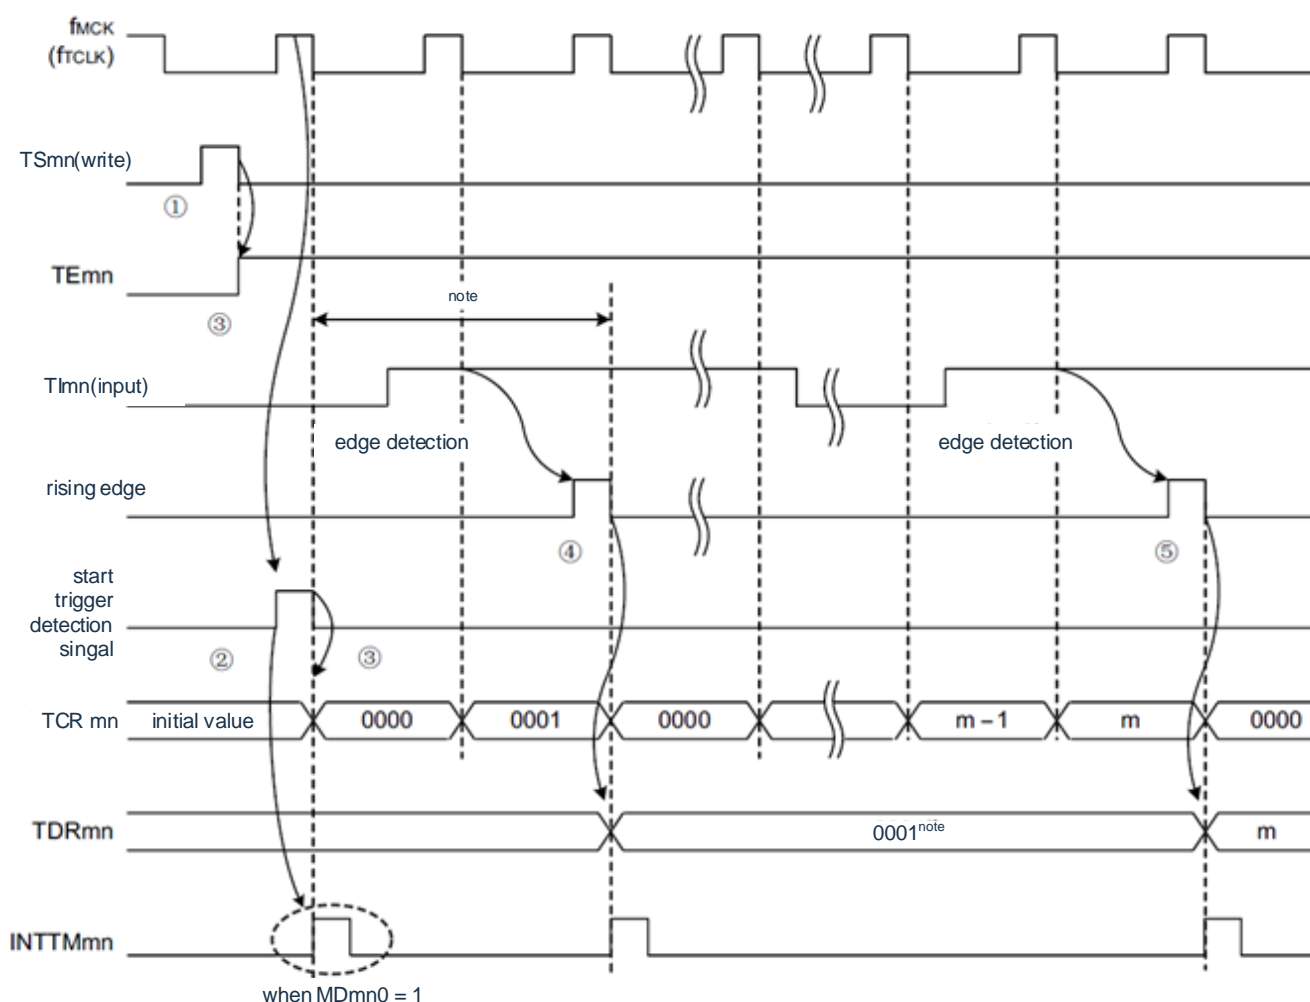 fMCK
(fTCLK)
TSmn(write)
①
TEmn
③
note
TImn(input)
edge detection
edge detection
rising edge
④
⑤
start
trigger
detection
singal
②
③
TCR mn
initial value
0000
0001
0000
m – 1
m
0000
TDRmn
0001note
m
INTTMmn
when MDmn0 = 1